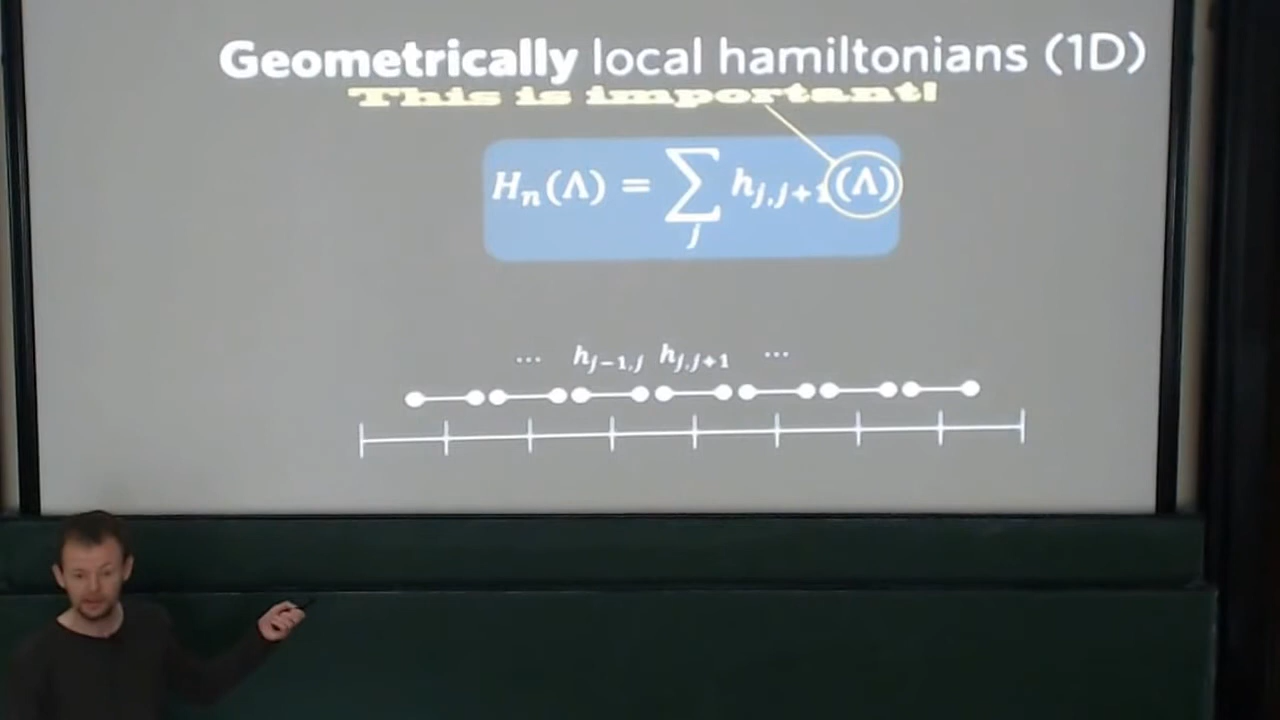 Geometrically local hamiltonians (1D)
This is important!
Hₙ(Λ) = ∑ⱼ hⱼ,ⱼ₊₁(Λ)
... hⱼ₋₁,ⱼ hⱼ,ⱼ₊₁ ...